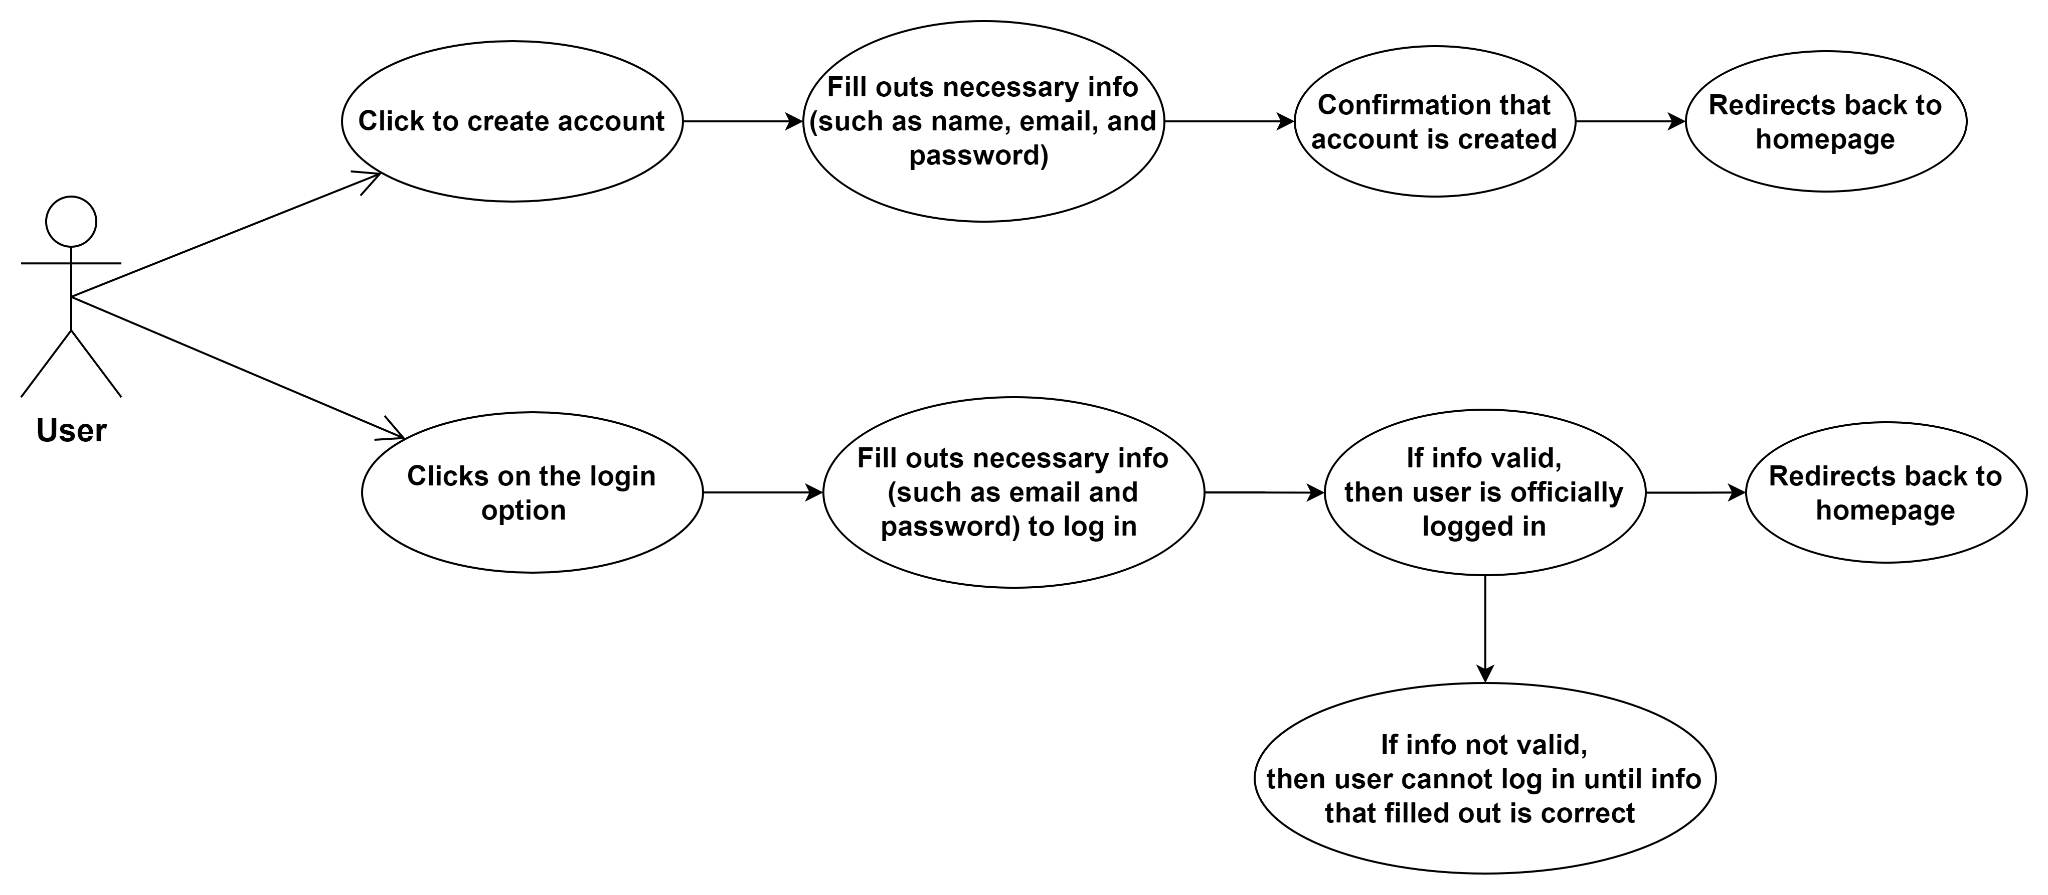 Click to create account
Fill outs necessary info
(such as name, email, and
password)
Confirmation that
account is created
Redirects back to
homepage
User
Clicks on the login
option
Fill outs necessary info
(such as email and
password) to log in
If info valid,
then user is officially
logged in
Redirects back to
homepage
If info not valid,
then user cannot log in until info
that filled out is correct